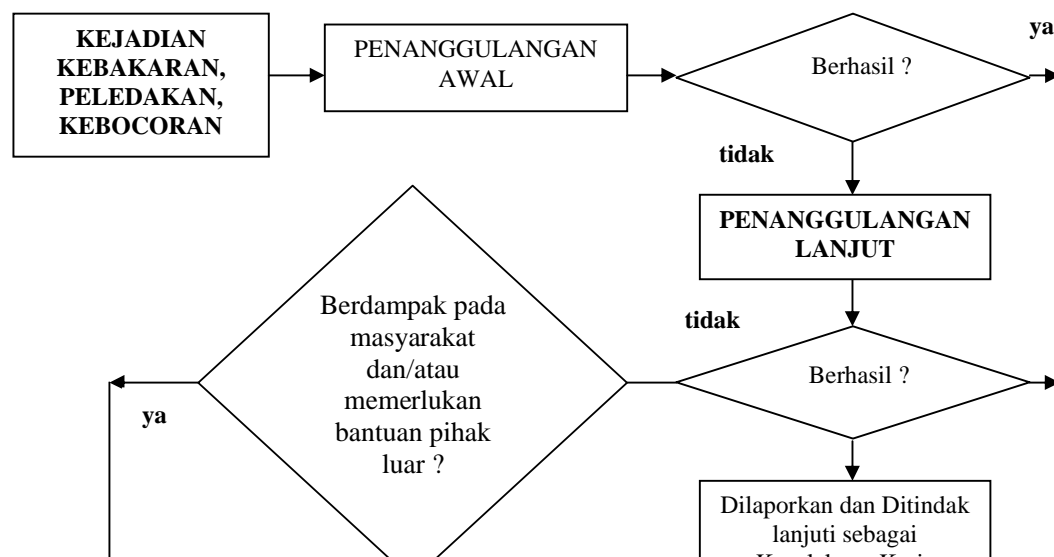 KEJADIAN
KEBAKARAN,
PELEDAKAN,
KEBOCORAN
PENANGGULANGAN
AWAL
Berhasil ?
ya
tidak
PENANGGULANGAN
LANJUT
tidak
Berhasil ?
Berdampak pada
masyarakat
dan/atau
memerlukan
bantuan pihak
luar ?
ya
Dilaporkan dan Ditindak
lanjuti sebagai